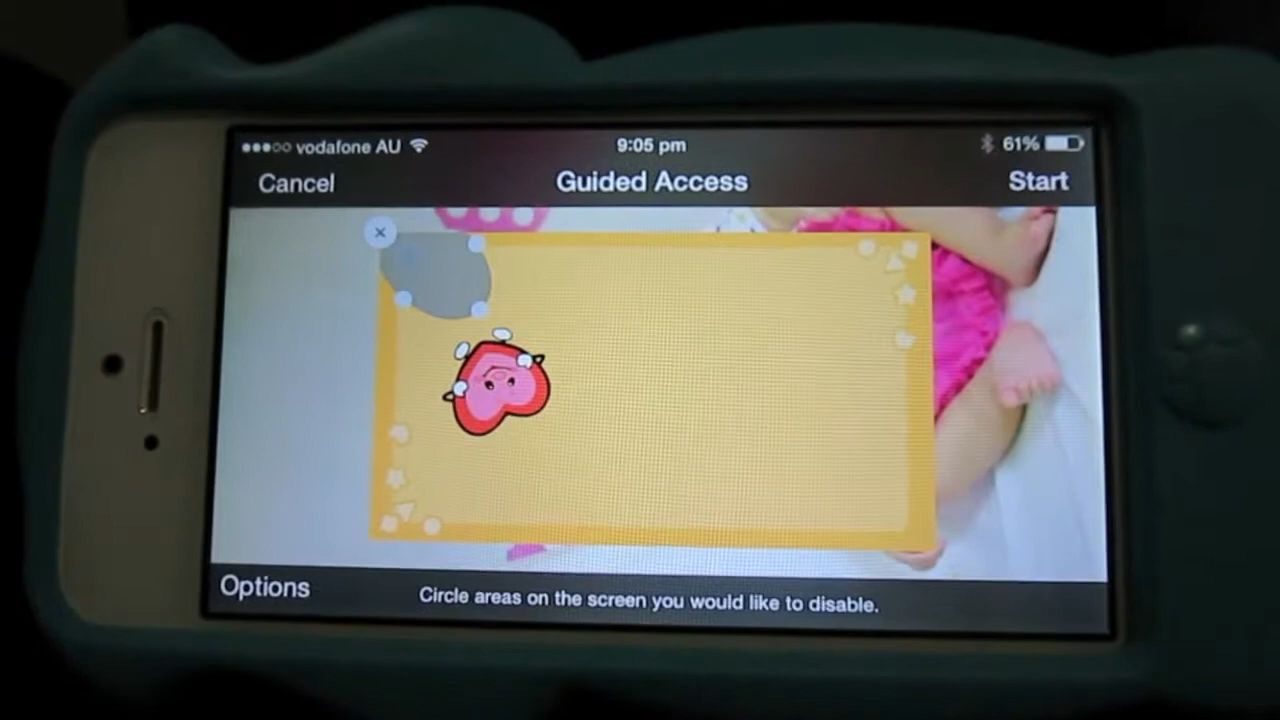 vodafone AU 9:05 pm 61%
Cancel Guided Access Start
Options Circle areas on the screen you would like to disable.